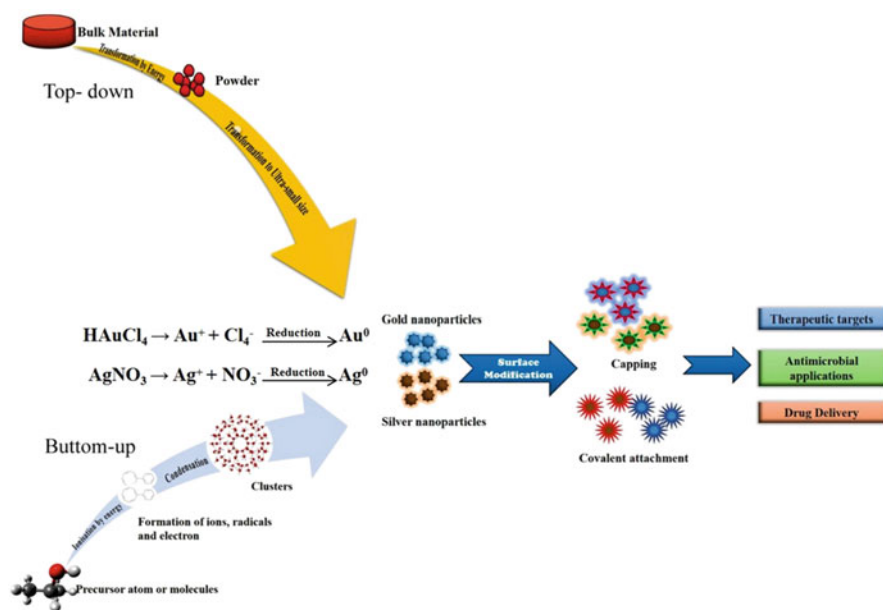 Bulk Material
Transformation by Energy
Powder
Top- down
Transformation to Ultra-small size
HAuCl₄ → Au⁺ + Cl₄⁻ Reduction Au⁰
AgNO₃ → Ag⁺ + NO₃⁻ Reduction Ag⁰
Gold nanoparticles
Silver nanoparticles
Surface
Modification
Capping
Covalent attachment
Therapeutic targets
Antimicrobial
applications
Drug Delivery
Buttom-up
Condensation
Clusters
Ionisation by energy
Formation of ions, radicals
and electron
Precursor atom or molecules